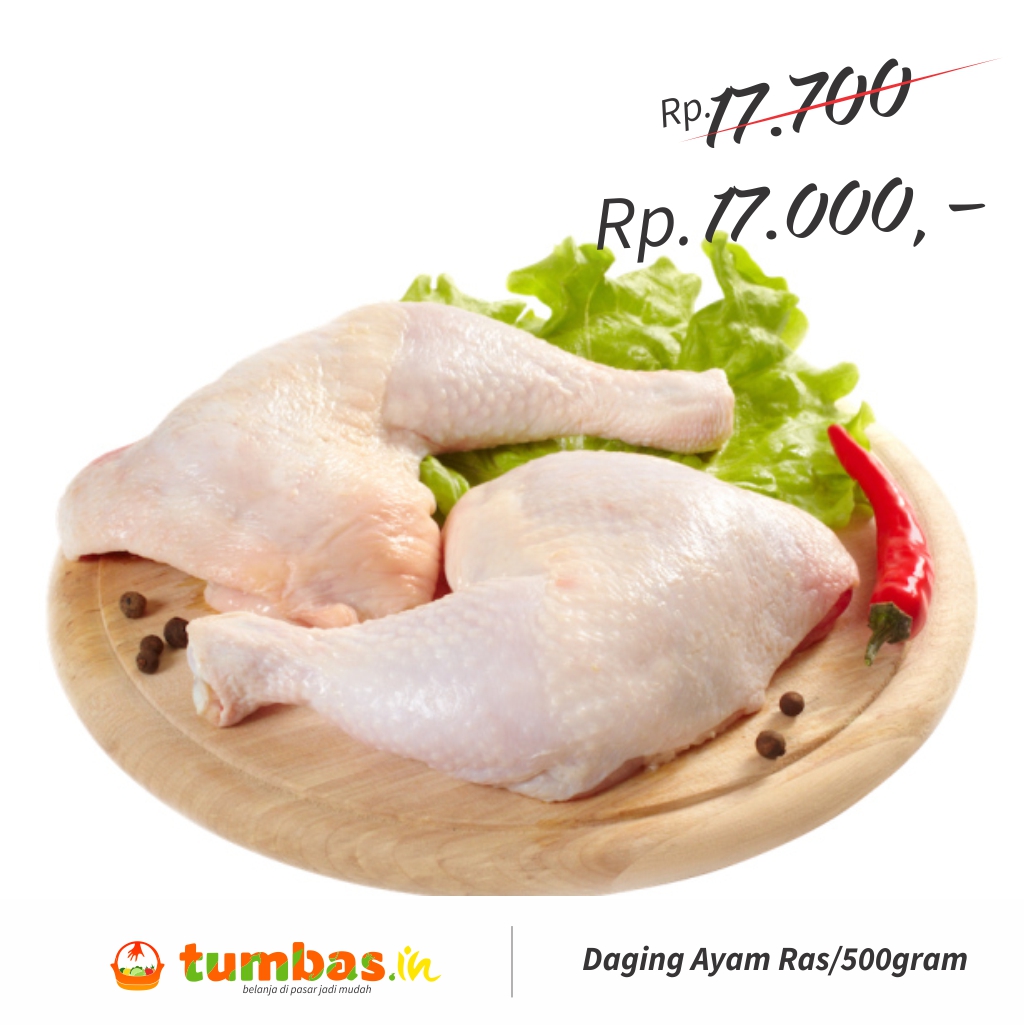 Rp.17.700
Rp.17.000,-
tumbas.in
belanja di pasar jadi mudah
Daging Ayam Ras/500gram